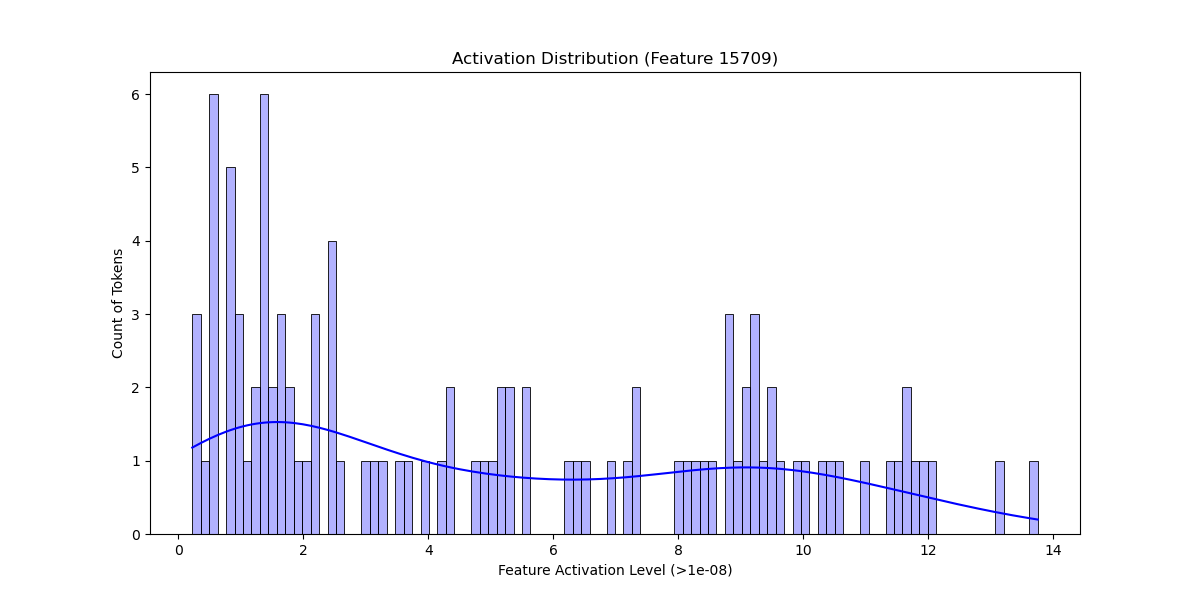 Activation Distribution (Feature 15709)
Count of Tokens
6
5
4
3
2
1
0
0 2 4 6 8 10 12 14
Feature Activation Level (>1e-08)